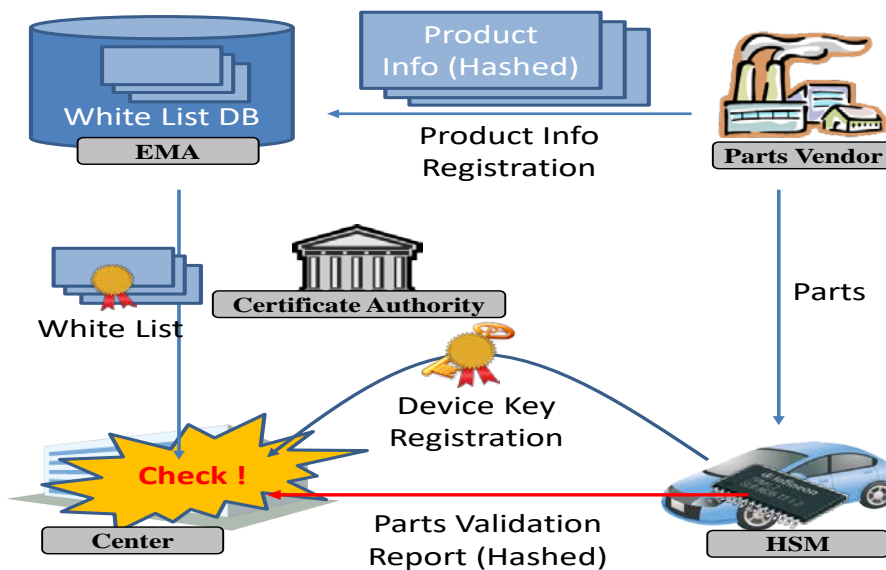 Product
Info (Hashed)
White List DB
EMA
Product Info
Registration
Parts Vendor
Certificate Authority
White List
Parts
Device Key
Registration
Check !
Parts Validation
Report (Hashed)
Center
HSM
Infineon